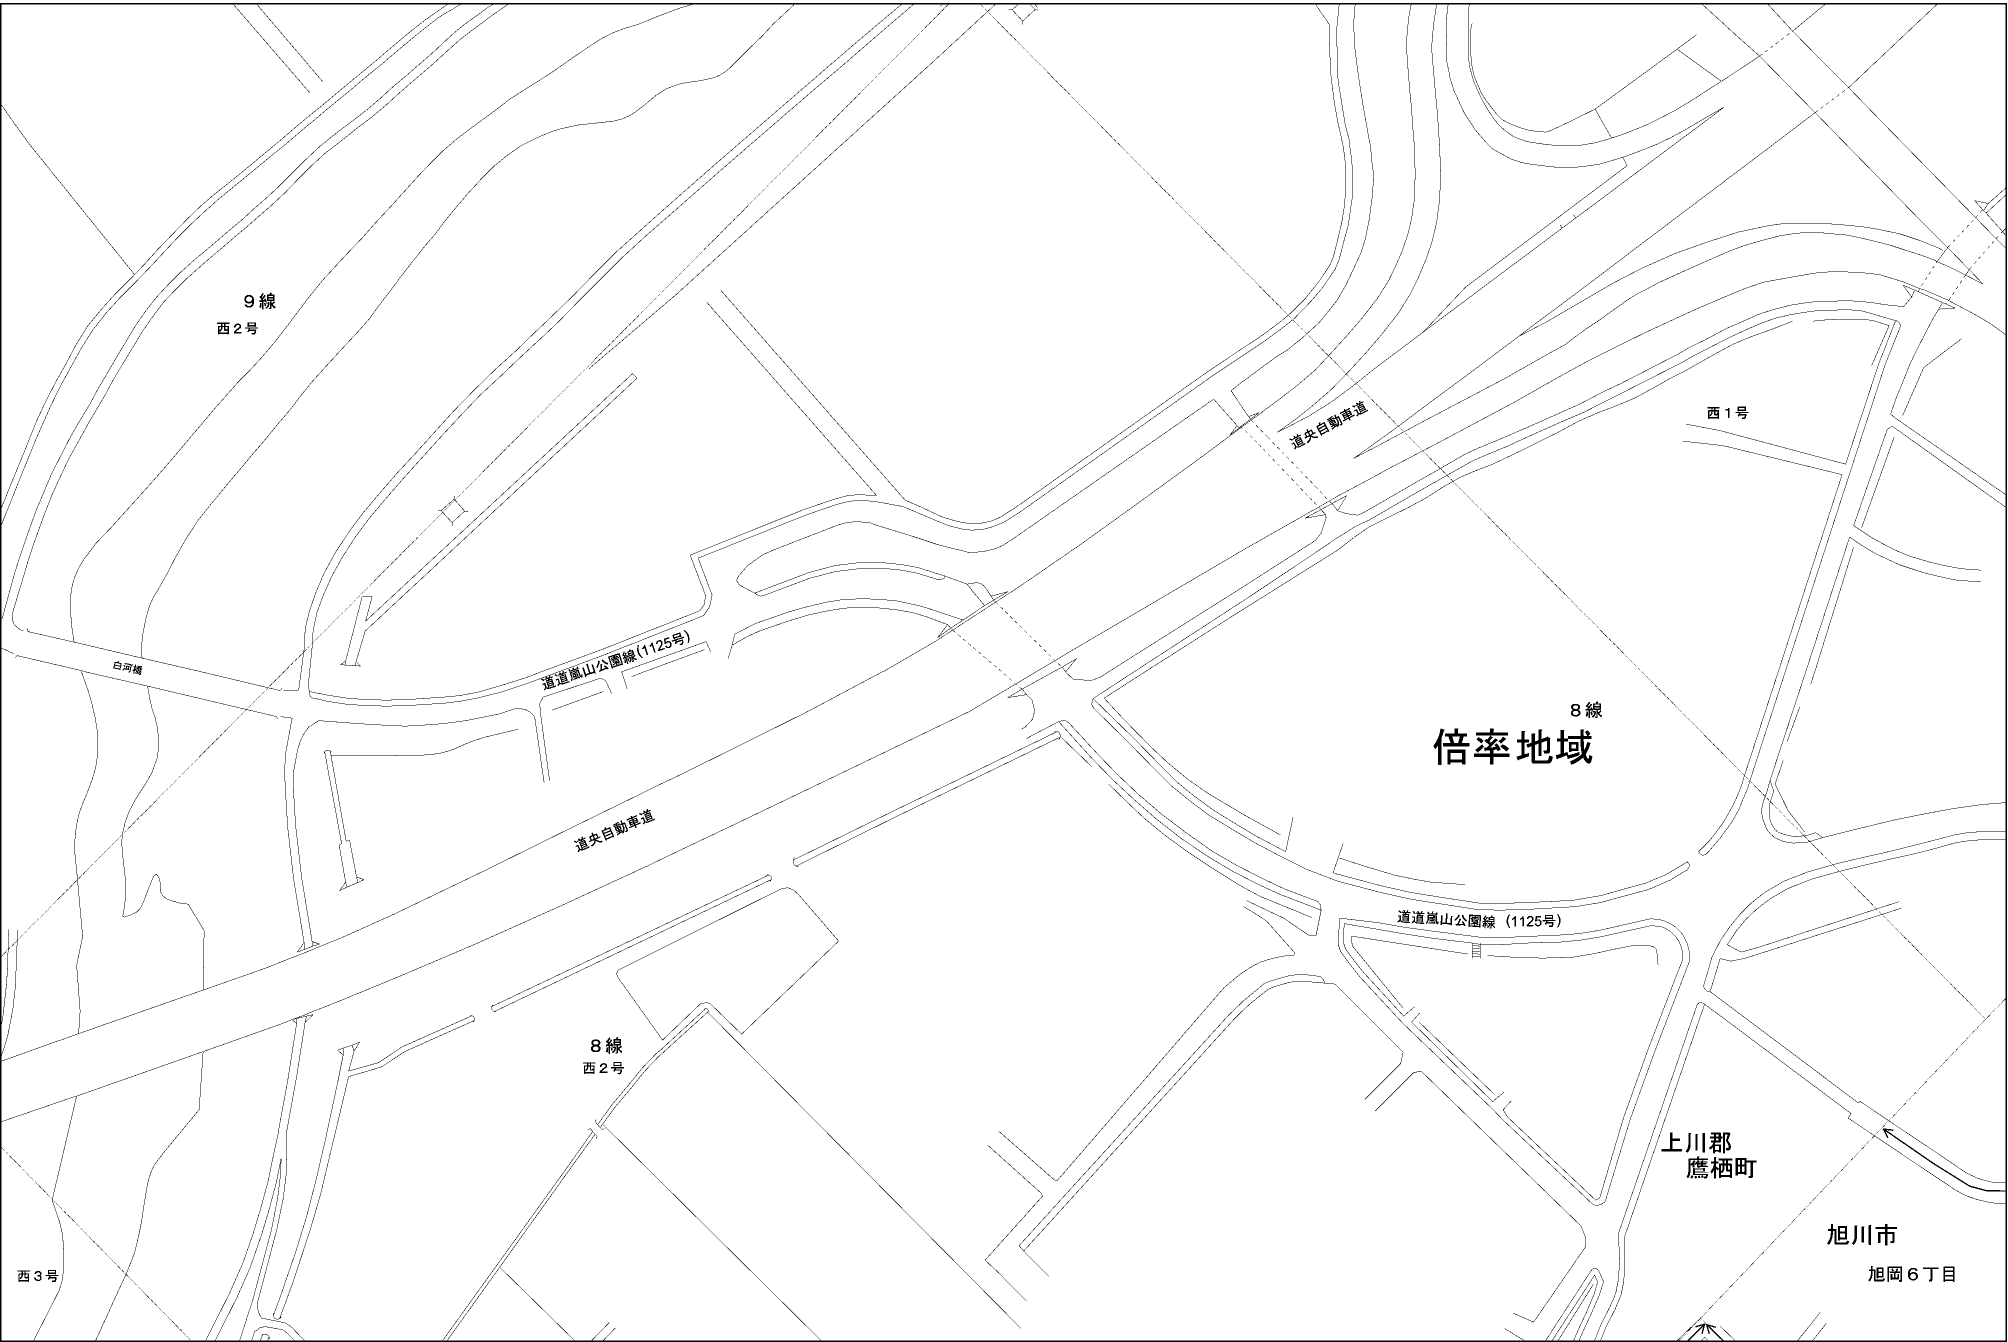 ９線
西２号
道央自動車道
西１号
道道嵐山公園線(1125号)
白河橋
８線
倍率地域
道央自動車道
道道嵐山公園線（1125号）
８線
西２号
上川郡
鷹栖町
旭川市
西３号
旭岡６丁目